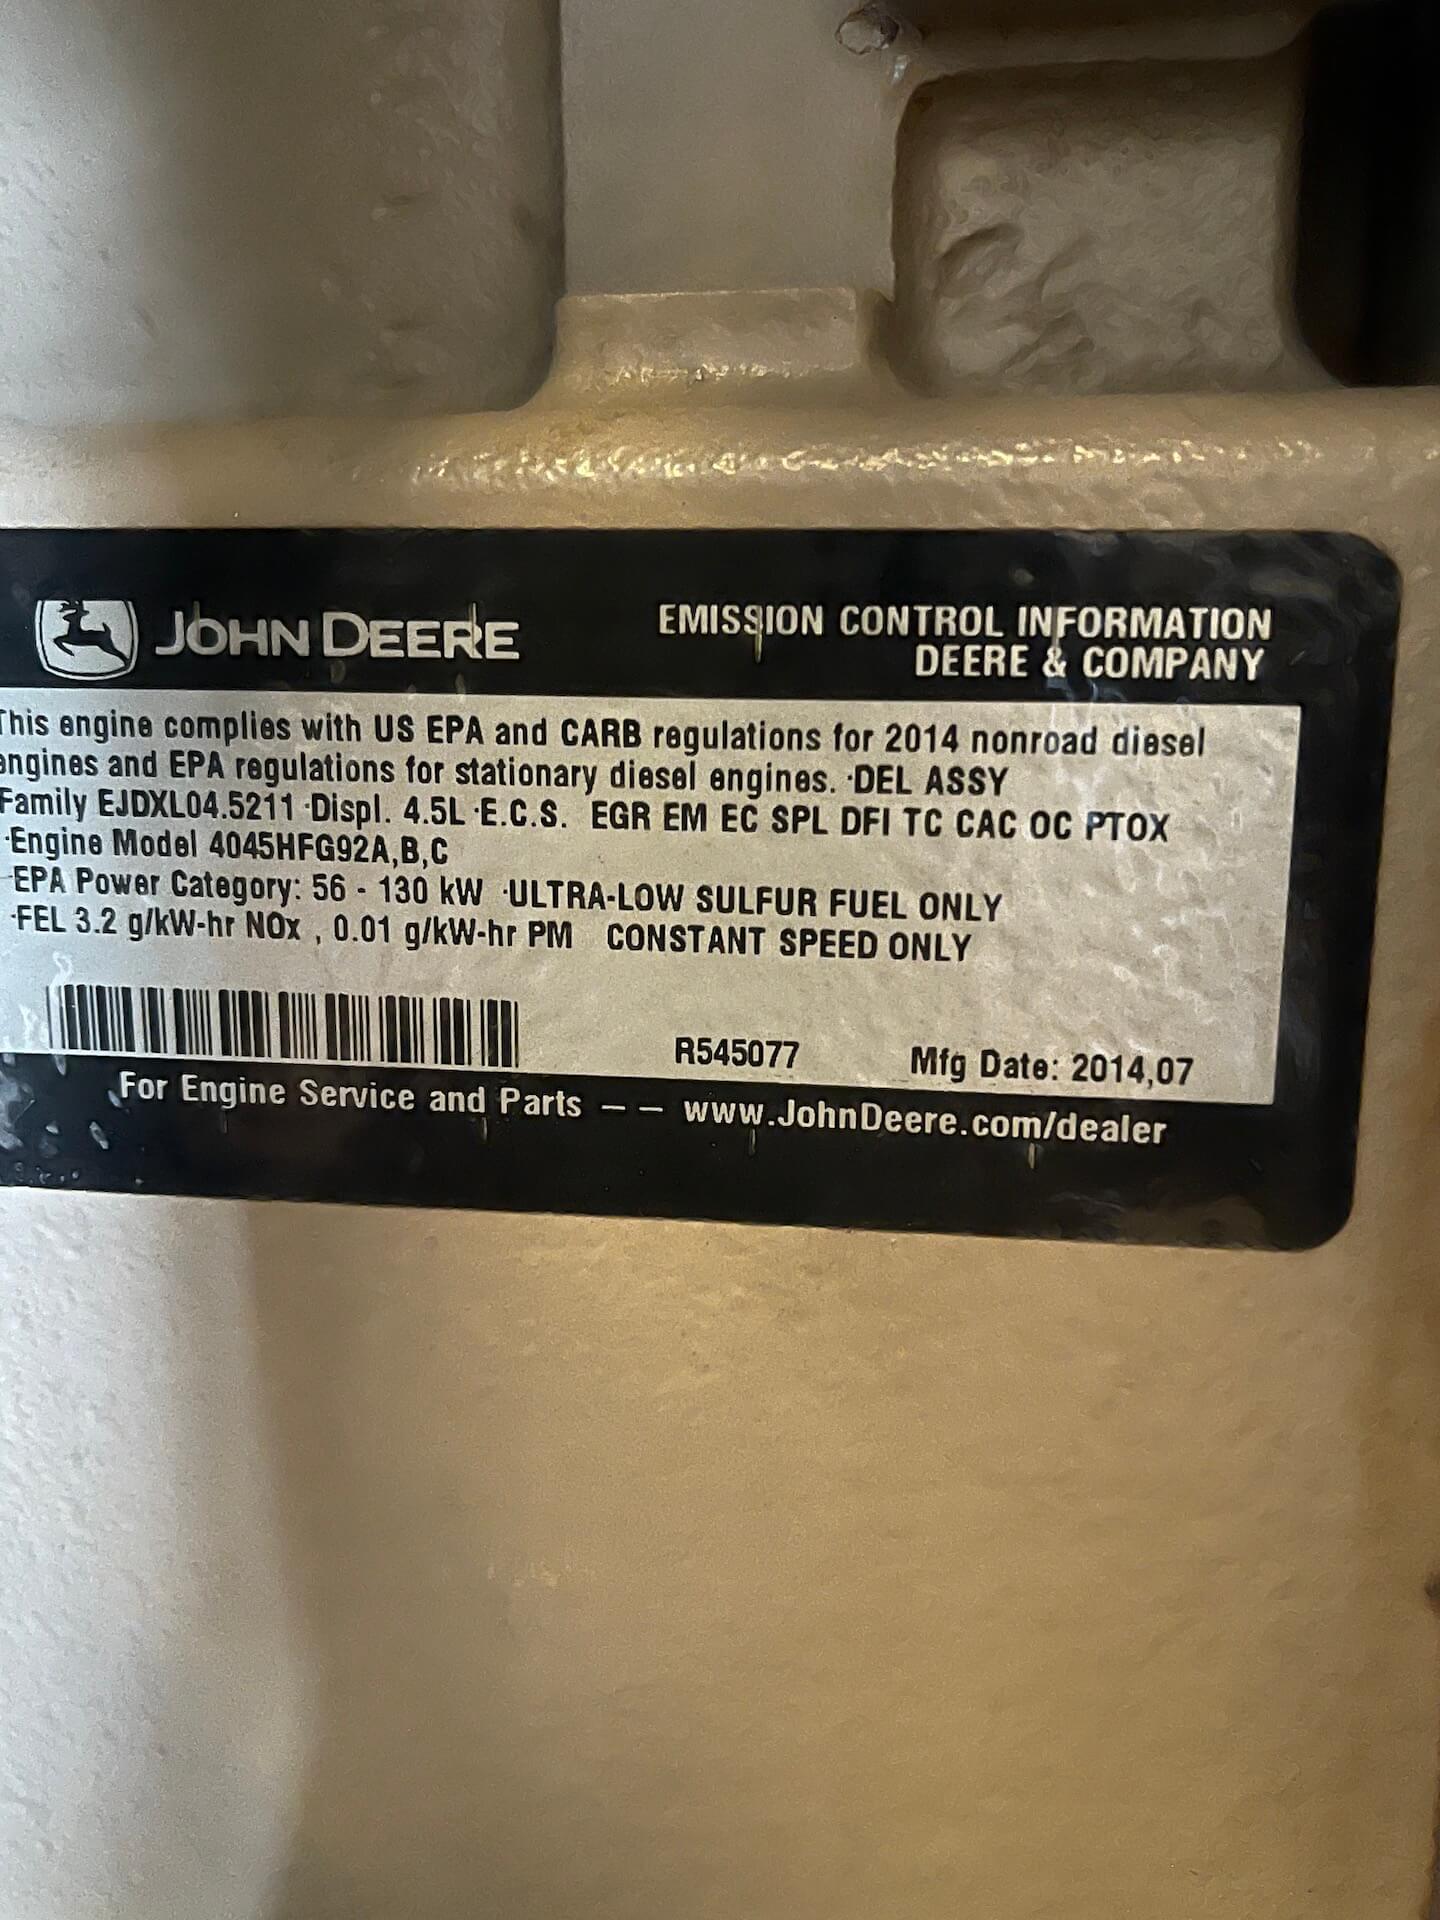 JOHN DEERE
EMISSION CONTROL INFORMATION
DEERE & COMPANY
This engine complies with US EPA and CARB regulations for 2014 nonroad diesel
engines and EPA regulations for stationary diesel engines. ·DEL ASSY
Family EJDXL04.5211 ·Displ. 4.5L ·E.C.S. EGR EM EC SPL DFI TC CAC OC PTOX
·Engine Model 4045HFG92A,B,C
·EPA Power Category: 56 - 130 kW ·ULTRA-LOW SULFUR FUEL ONLY
·FEL 3.2 g/kW-hr NOx , 0.01 g/kW-hr PM CONSTANT SPEED ONLY
R545077 Mfg Date: 2014,07
For Engine Service and Parts – – www.JohnDeere.com/dealer